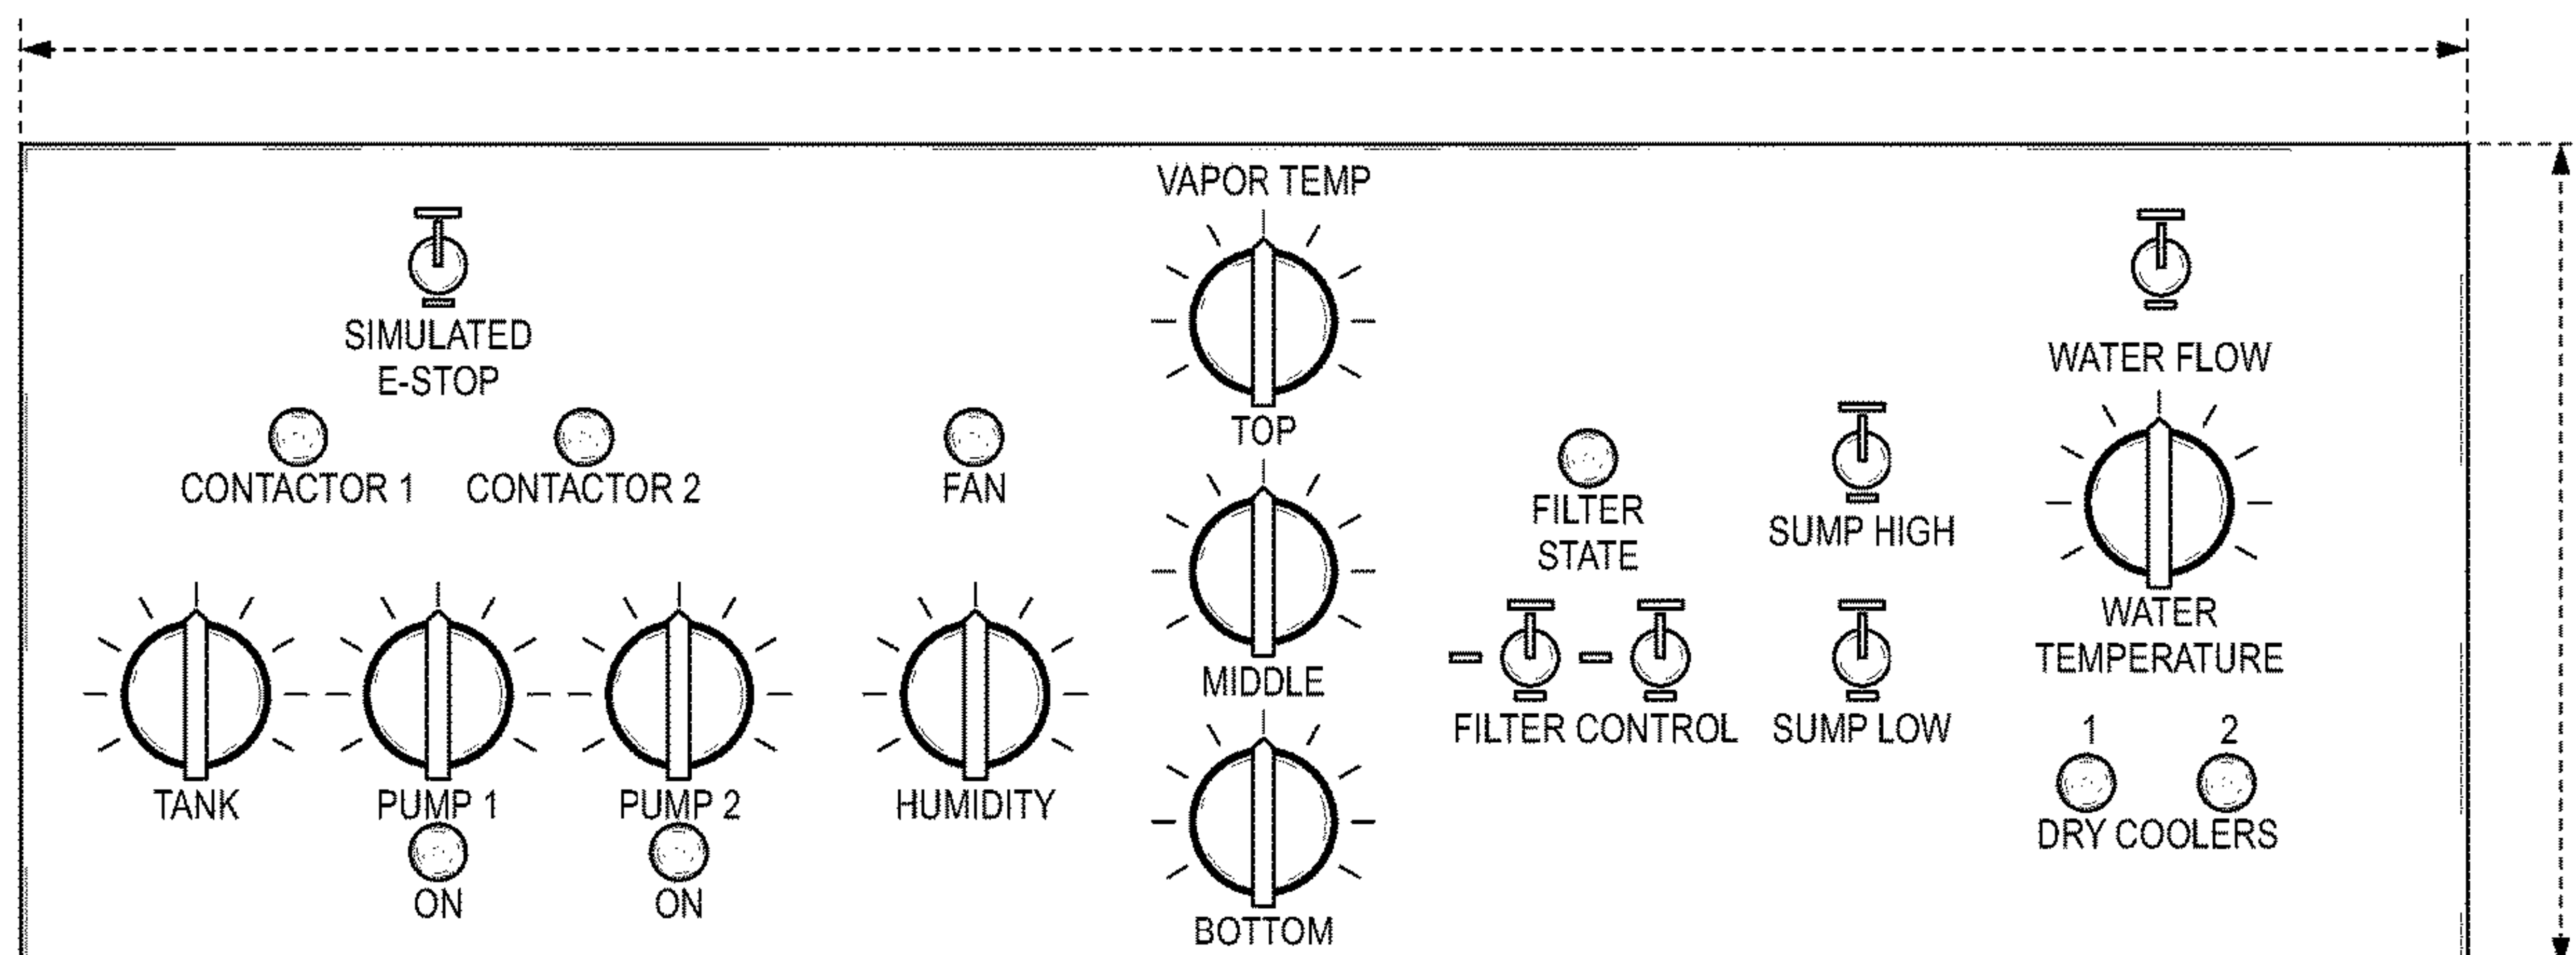 VAPOR TEMP
SIMULATED
E-STOP
WATER FLOW
TOP
CONTACTOR 1
CONTACTOR 2
FAN
FILTER
STATE
SUMP HIGH
WATER
TEMPERATURE
MIDDLE
FILTER CONTROL
SUMP LOW
1
2
TANK
PUMP 1
PUMP 2
HUMIDITY
DRY COOLERS
ON
ON
BOTTOM